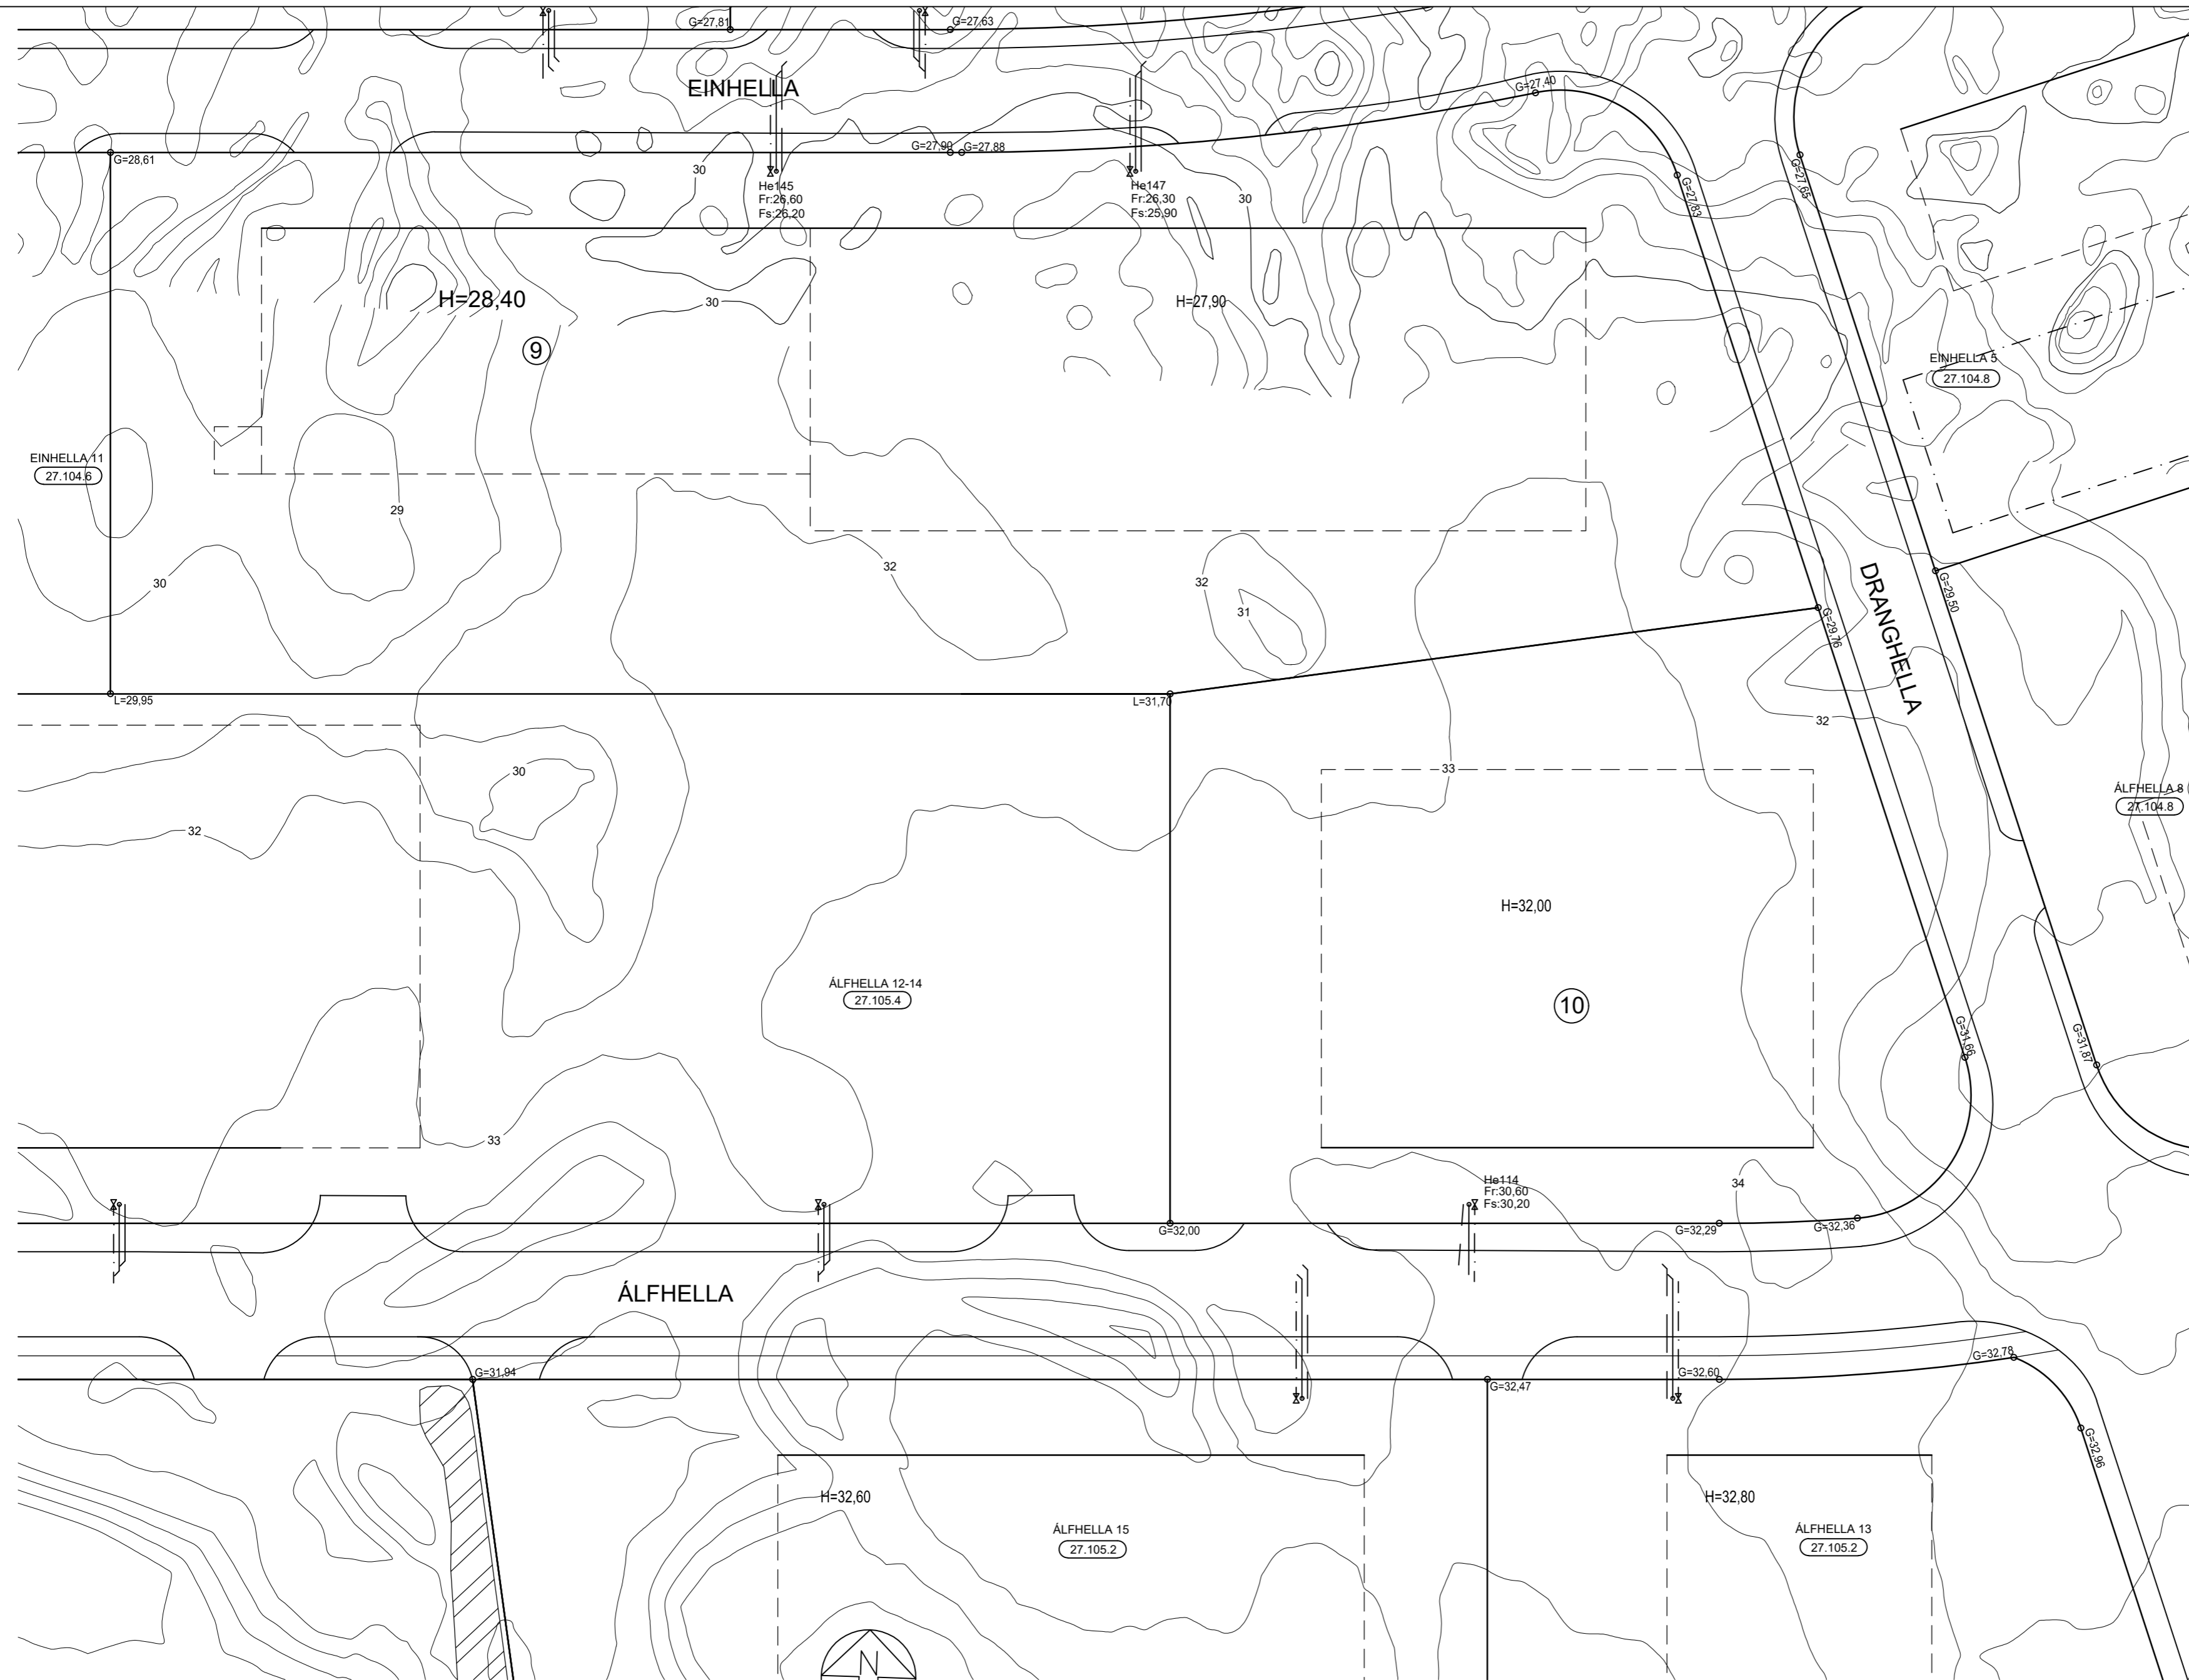 G=27,81
G=27,63
EINHELLA
G=27,40
G=28,61
G=27,90
G=27,88
30
He145
Fr:26,60
Fs:26,20
He147
Fr:26,30
Fs:25,90
30
G=27,83
G=27,65
H=28,40
30
H=27,90
9
EINHELLA 5
27.104.8
EINHELLA 11
27.104.6
29
30
32
32
31
DRANGHELLA
G=29,50
G=29,76
L=29,95
L=31,70
32
30
33
32
ÁLFHELLA 8
27.104.8
H=32,00
ÁLFHELLA 12-14
27.105.4
10
G=31,66
G=31,87
33
He114
Fr:30,60
Fs:30,20
34
G=32,00
G=32,29
G=32,36
ÁLFHELLA
G=31,94
G=32,47
G=32,60
G=32,78
G=32,96
H=32,60
H=32,80
ÁLFHELLA 15
27.105.2
ÁLFHELLA 13
27.105.2
N